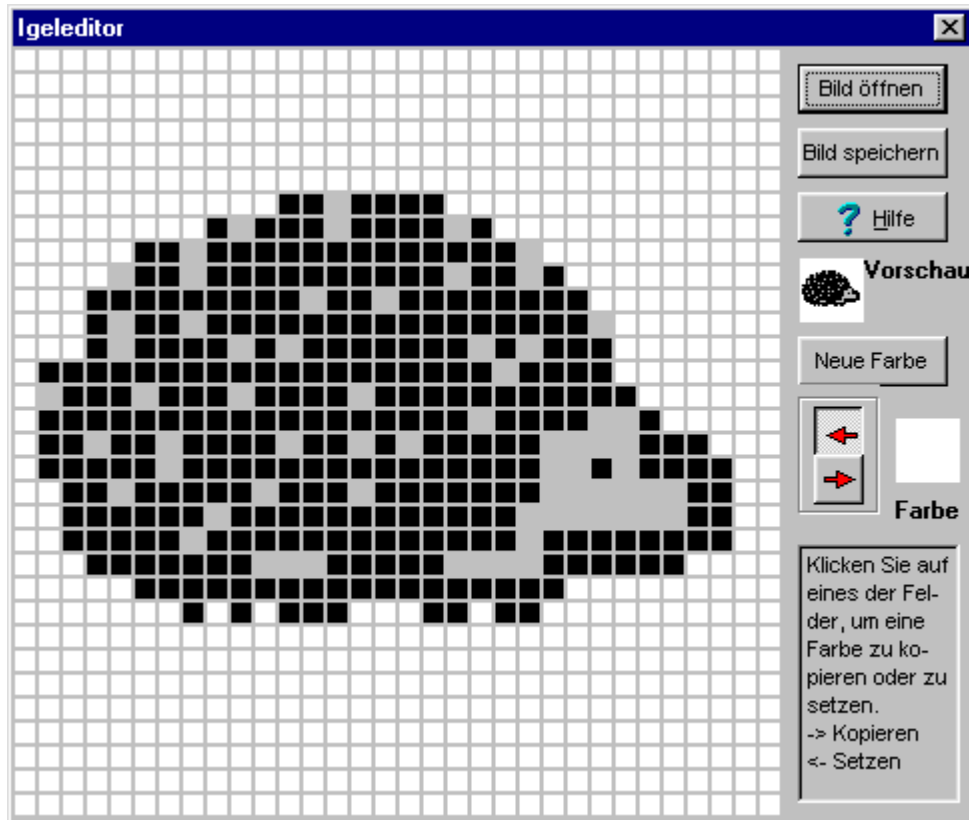 Igeleditor
Bild öffnen
Bild speichern
? Hilfe
Vorschau
Neue Farbe
Farbe
Klicken Sie auf
eines der Fel-
der, um eine
Farbe zu ko-
pieren oder zu
setzen.
-> Kopieren
<- Setzen